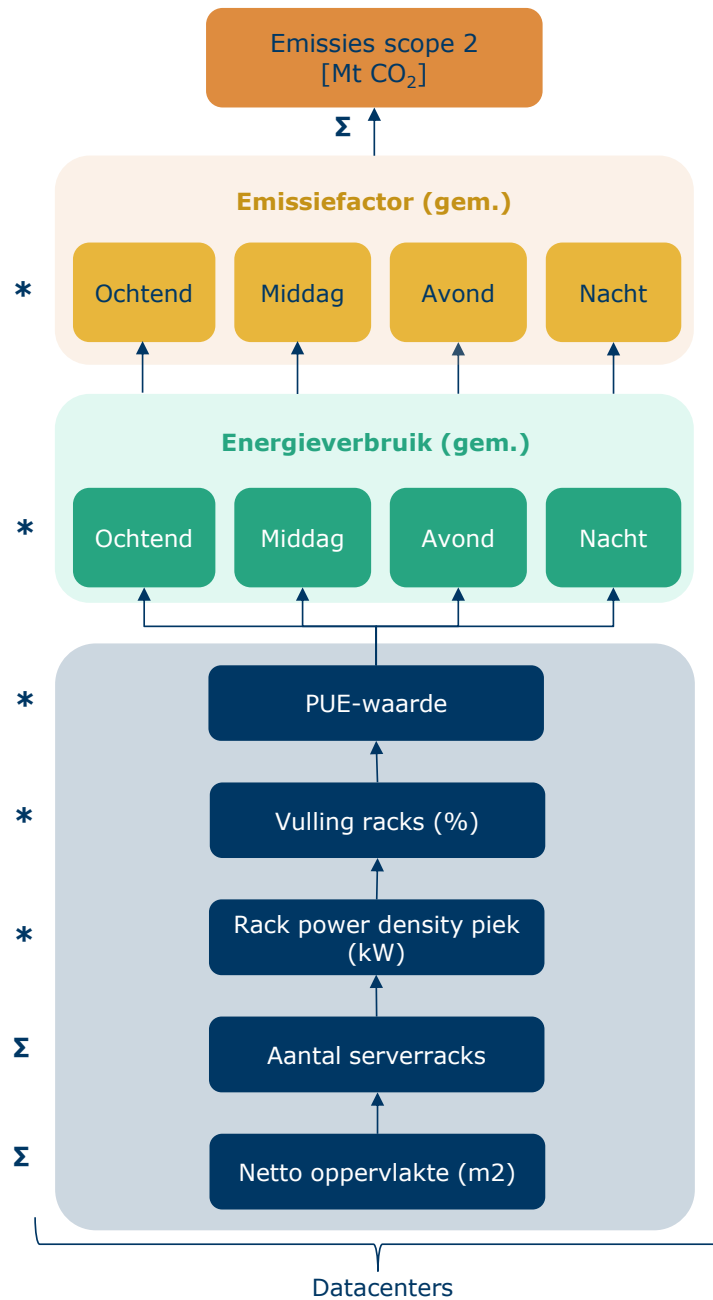 Emissies scope 2
[Mt CO₂]
Σ
Emissiefactor (gem.)
* Ochtend Middag Avond Nacht
Energieverbruik (gem.)
* Ochtend Middag Avond Nacht
* PUE-waarde
* Vulling racks (%)
* Rack power density piek
(kW)
Σ Aantal serverracks
Σ Netto oppervlakte (m2)
Datacenters